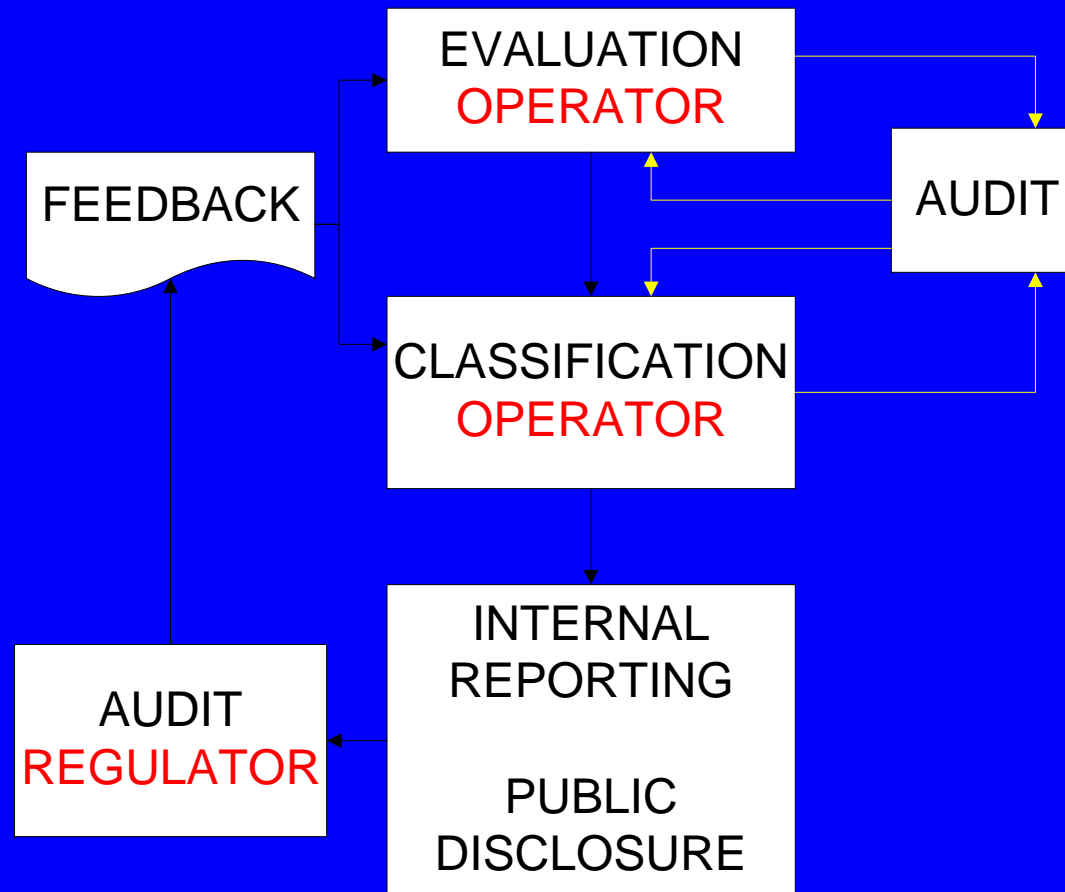 EVALUATION
OPERATOR
FEEDBACK
AUDIT
CLASSIFICATION
OPERATOR
INTERNAL
REPORTING
PUBLIC
DISCLOSURE
AUDIT
REGULATOR